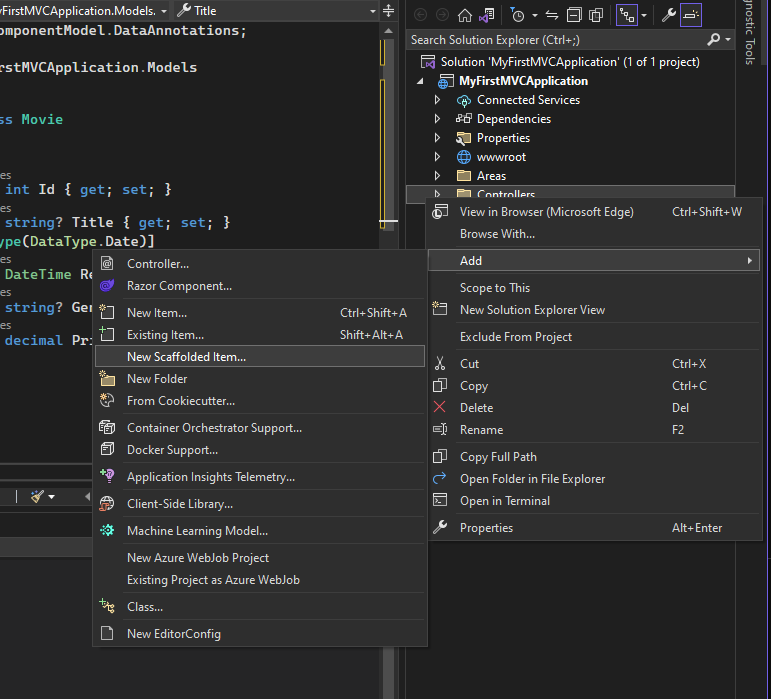 yFirstMVCApplication.Models.
Title
omponentModel.DataAnnotations;
rstMVCApplication.Models
ss Movie
es
int Id { get; set; }
es
string? Title { get; set; }
ype(DataType.Date)]
DateTime Re
es
string? Gen
es
decimal Pri
Search Solution Explorer (Ctrl+;)
Solution 'MyFirstMVCApplication' (1 of 1 project)
MyFirstMVCApplication
Connected Services
Dependencies
Properties
wwwroot
Areas
Controllers
gnostic Tools
View in Browser (Microsoft Edge) Ctrl+Shift+W
Browse With...
Add
Scope to This
New Solution Explorer View
Exclude From Project
Cut Ctrl+X
Copy Ctrl+C
Delete Del
Rename F2
Copy Full Path
Open Folder in File Explorer
Open in Terminal
Properties Alt+Enter
Controller...
Razor Component...
New Item... Ctrl+Shift+A
Existing Item... Shift+Alt+A
New Scaffolded Item...
New Folder
From Cookiecutter...
Container Orchestrator Support...
Docker Support...
Application Insights Telemetry...
Client-Side Library...
Machine Learning Model...
New Azure WebJob Project
Existing Project as Azure WebJob
Class...
New EditorConfig